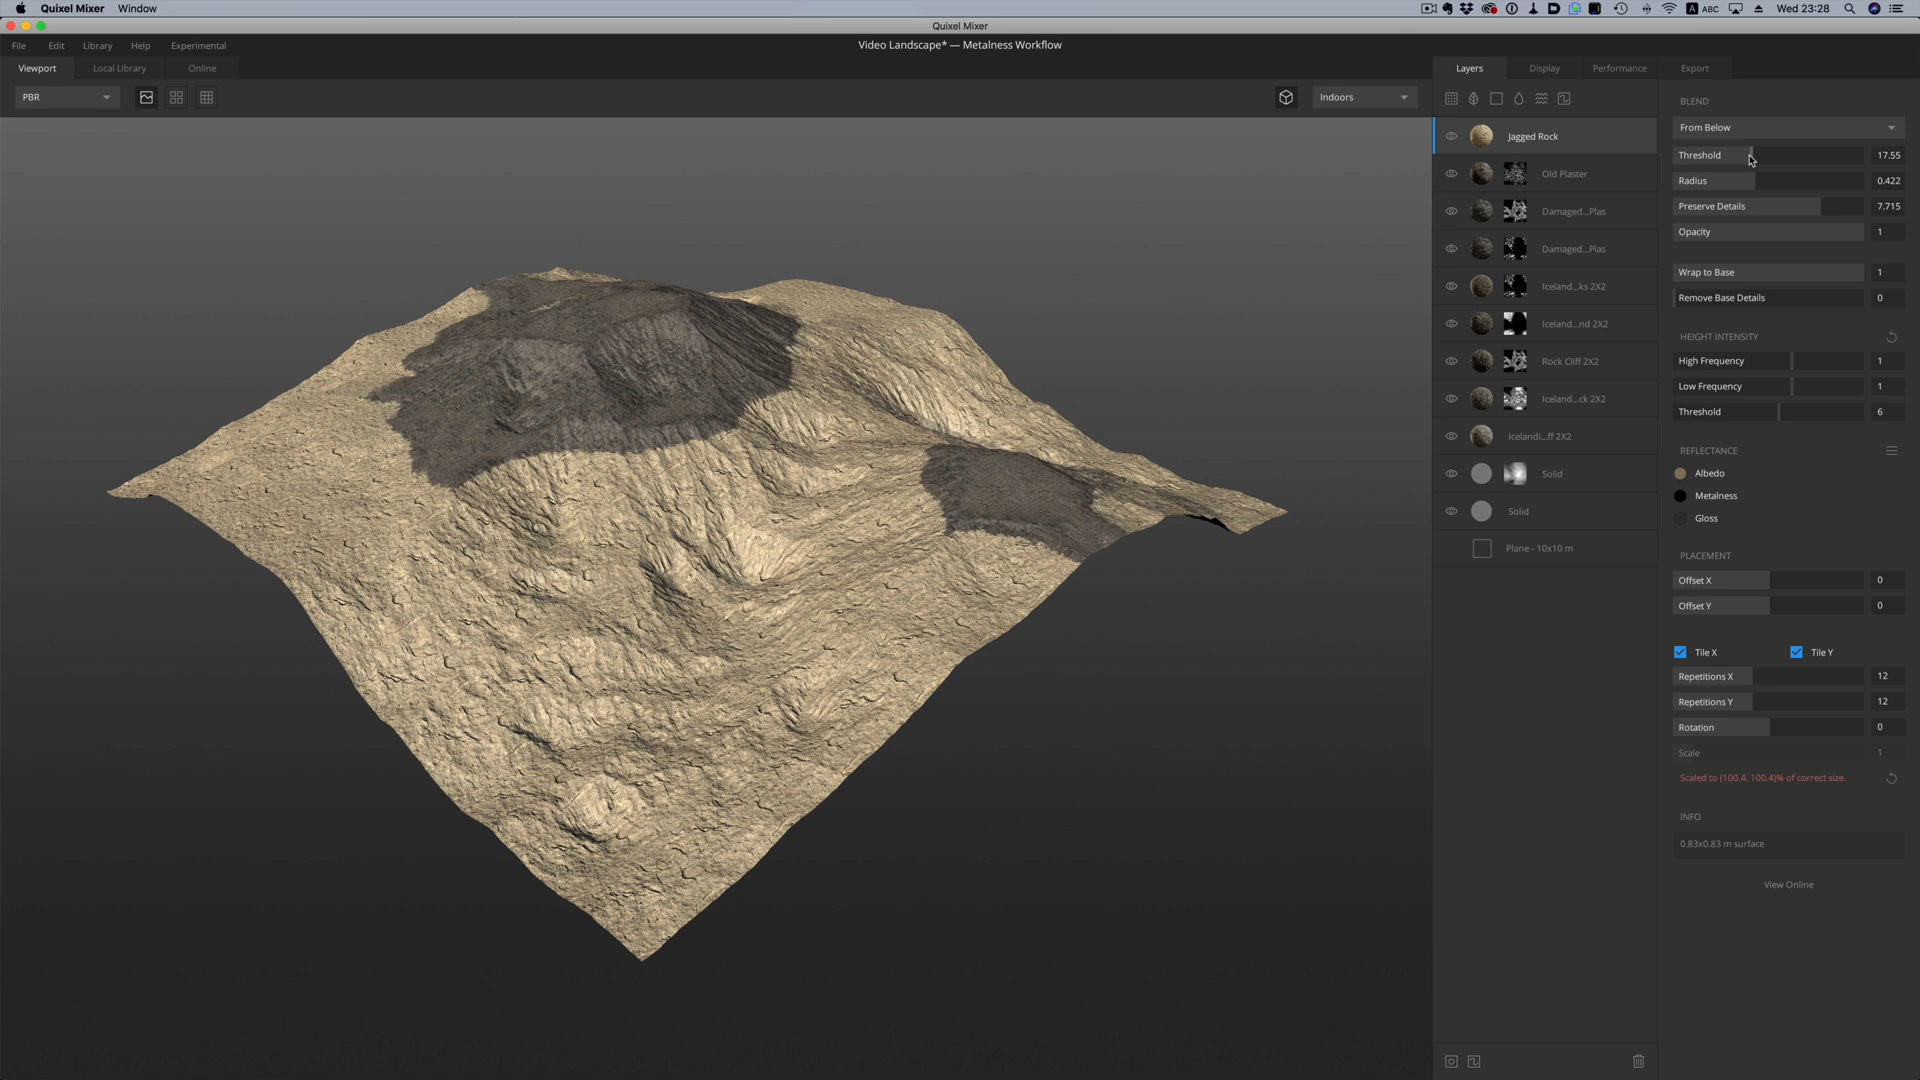 Quixel Mixer Window
ABC Wed 23:28
Quixel Mixer
File Edit Library Help Experimental
Video Landscape* — Metalness Workflow
Viewport Local Library Online
Layers Display Performance Export
PBR
Indoors
BLEND
From Below
Threshold 17.55
Radius 0.422
Preserve Details 7.715
Opacity 1
Wrap to Base 1
Remove Base Details 0
HEIGHT INTENSITY
High Frequency 1
Low Frequency 1
Threshold 6
REFLECTANCE
Albedo
Metalness
Gloss
PLACEMENT
Offset X 0
Offset Y 0
Tile X Tile Y
Repetitions X 12
Repetitions Y 12
Rotation 0
Scale 1
Scaled to (100.4, 100.4)% of correct size.
INFO
0.83x0.83 m surface
View Online
Jagged Rock
Old Plaster
Damaged...Plas
Damaged...Plas
Iceland...ks 2X2
Iceland...nd 2X2
Rock Cliff 2X2
Iceland...ck 2X2
Icelandi...ff 2X2
Solid
Solid
Plane - 10x10 m